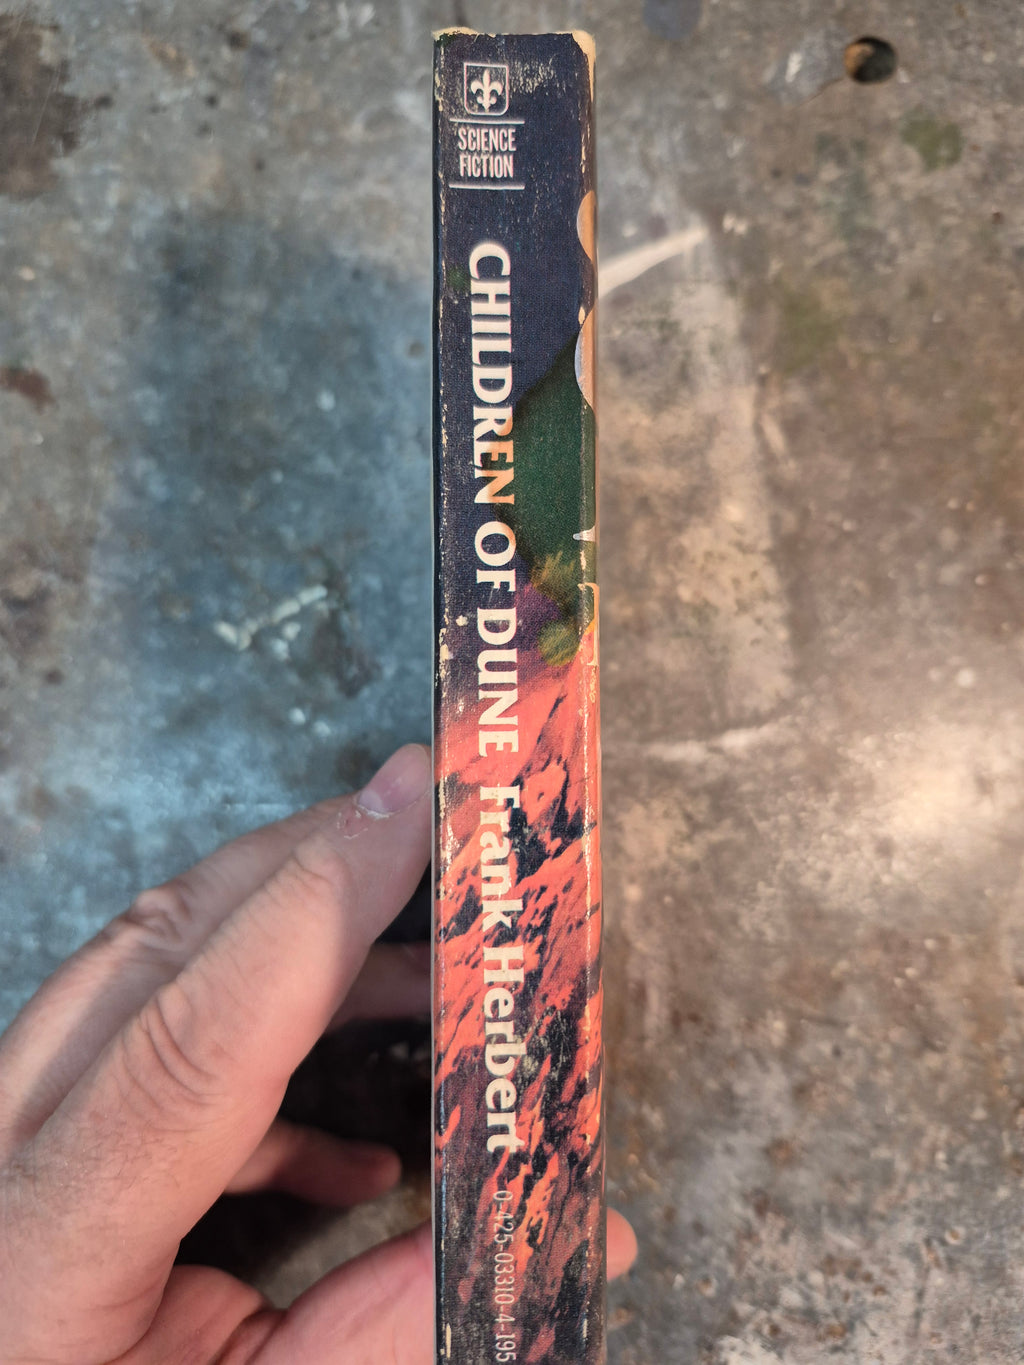 SCIENCE
FICTION
CHILDREN OF DUNE Frank Herbert 0-425-03310-4-195